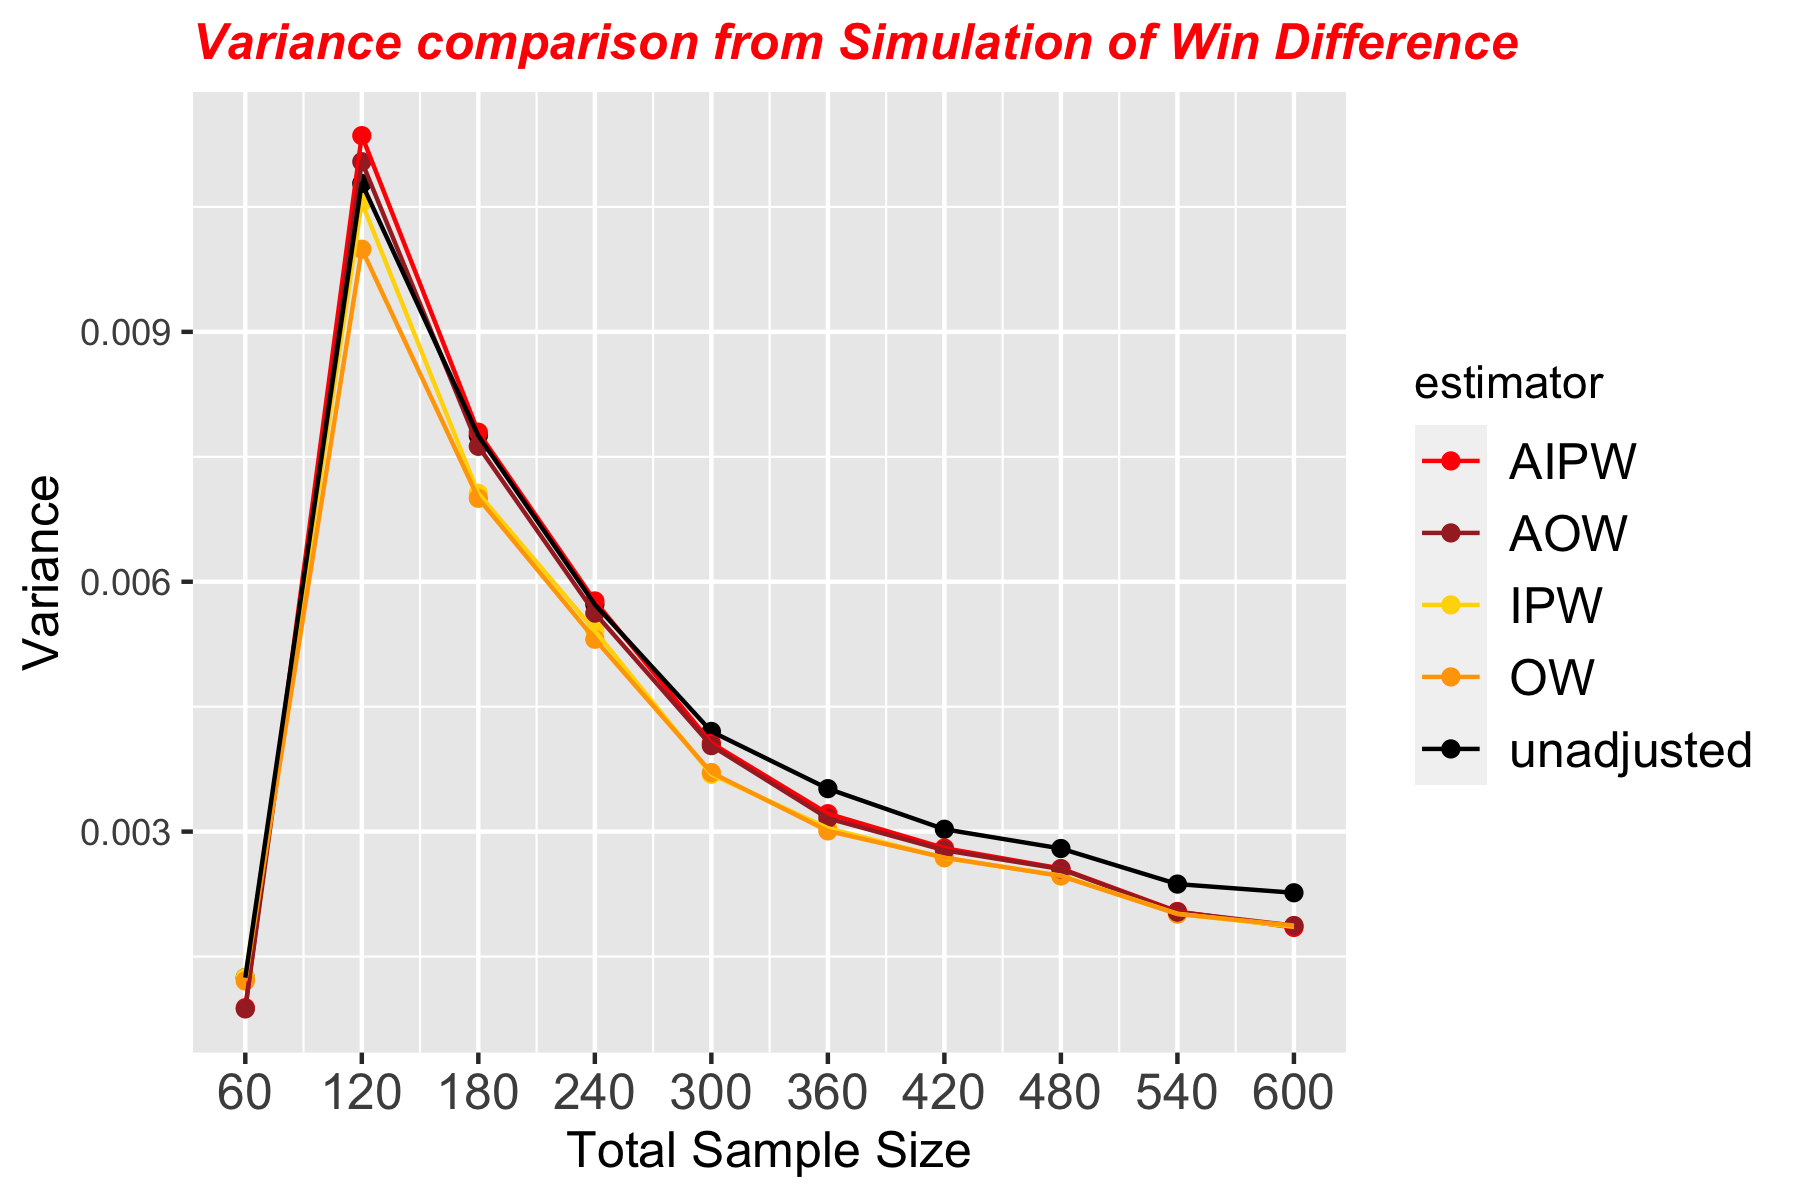 Variance comparison from Simulation of Win Difference
Variance
0.009
0.006
0.003
60 120 180 240 300 360 420 480 540 600
Total Sample Size
estimator
AIPW
AOW
IPW
OW
unadjusted